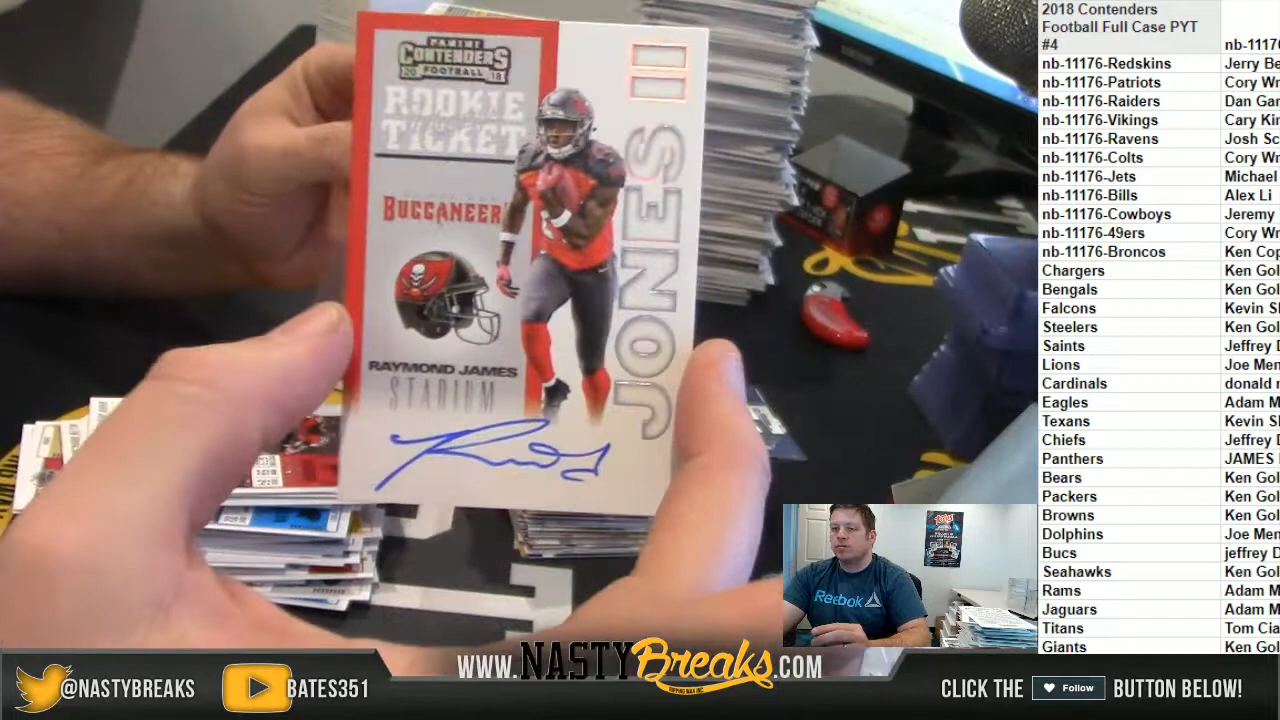 PANINI
CONTENDERS
20 FOOTBALL 18
ROOKIE
TICKET
BUCCANEER
RAYMOND JAMES
STADIUM
JONES II
Reebok
2018 Contenders
Football Full Case PYT
#4 nb-1117
nb-11176-Redskins Jerry Be
nb-11176-Patriots Cory Wr
nb-11176-Raiders Dan Gar
nb-11176-Vikings Cary Kin
nb-11176-Ravens Josh Sc
nb-11176-Colts Cory Wr
nb-11176-Jets Michael
nb-11176-Bills Alex Li
nb-11176-Cowboys Jeremy
nb-11176-49ers Cory Wr
nb-11176-Broncos Ken Cop
Chargers Ken Gol
Bengals Ken Gol
Falcons Kevin S
Steelers Ken Gol
Saints Jeffrey D
Lions Joe Men
Cardinals donald r
Eagles Adam M
Texans Kevin S
Chiefs Jeffrey D
Panthers JAMES
Bears Ken Gol
Packers Ken Gol
Browns Ken Gol
Dolphins Joe Men
Bucs jeffrey D
Seahawks Ken Gol
Rams Adam M
Jaguars Adam M
Titans Tom Cia
Giants Ken Gol
@NASTYBREAKS
BATES351
WWW.NASTYBreaks.COM
RIPPING WAX INC
CLICK THE Follow BUTTON BELOW!